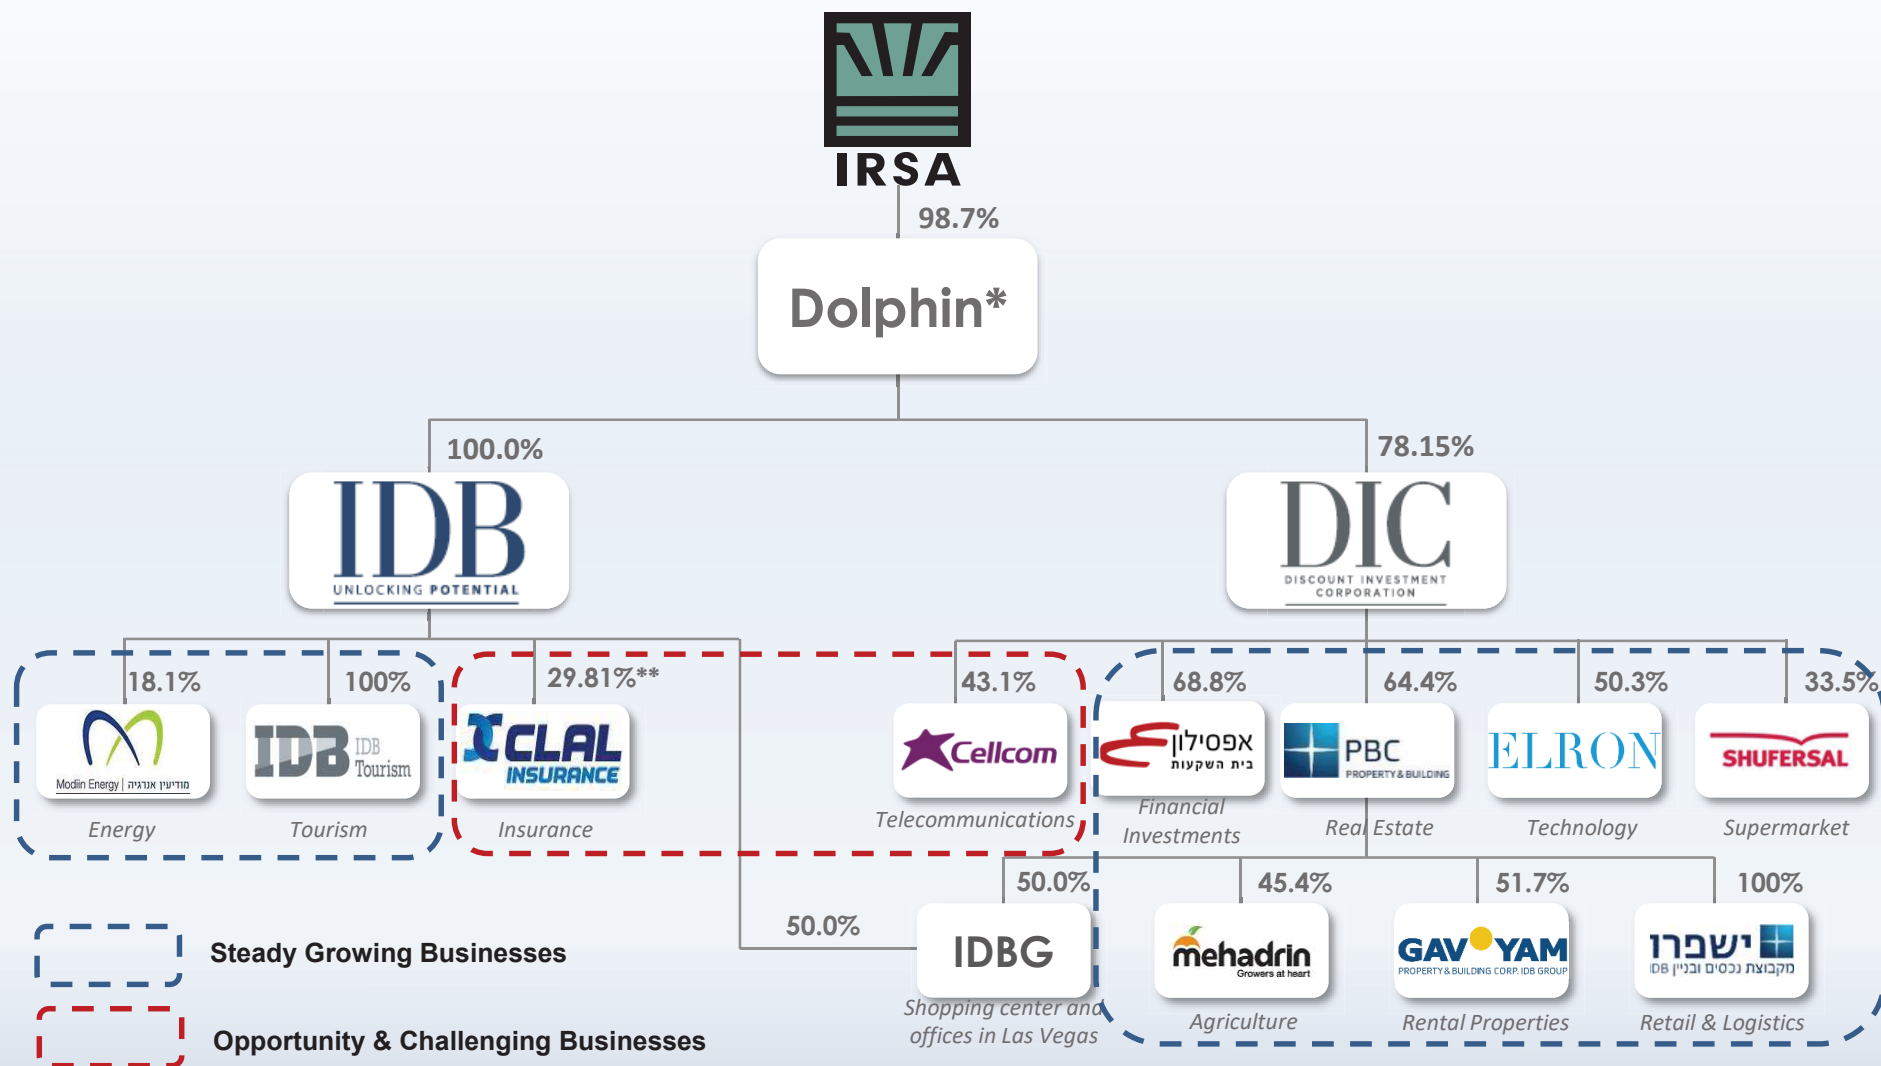 IRSA
98.7%
Dolphin*
100.0%
78.15%
IDB
UNLOCKING POTENTIAL
DIC
DISCOUNT INVESTMENT
CORPORATION
18.1%
100%
29.81%**
43.1%
68.8%
64.4%
50.3%
33.5%
Modiin Energy | מודיעין אנרגיה
IDB IDB
Tourism
CLAL
INSURANCE
Cellcom
אפסילון
בית השקעות
PBC
PROPERTY & BUILDING
ELRON
SHUFERSAL
Energy
Tourism
Insurance
Telecommunications
Financial
Investments
Real Estate
Technology
Supermarket
50.0%
45.4%
51.7%
100%
50.0%
IDBG
mehadrin
Growers at heart
GAV YAM
PROPERTY & BUILDING CORP. IDB GROUP
ישפרו
מקבוצת נכסים ובניין IDB
Shopping center and
offices in Las Vegas
Agriculture
Rental Properties
Retail & Logistics
Steady Growing Businesses
Opportunity & Challenging Businesses